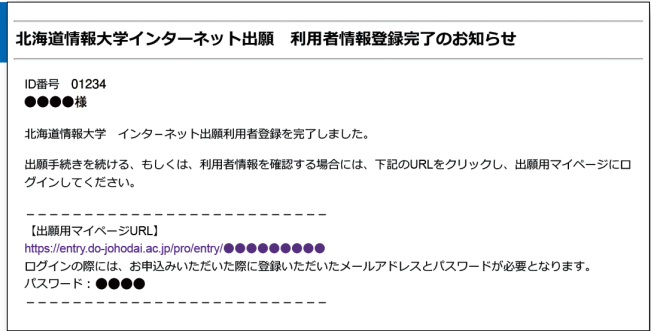 北海道情報大学インターネット出願　利用者情報登録完了のお知らせ
ID番号　01234
●●●●様
北海道情報大学　インターネット出願利用者登録を完了しました。
出願手続きを続ける、もしくは、利用者情報を確認する場合には、下記のURLをクリックし、出願用マイページにロ
グインしてください。
－－－－－－－－－－－－－－－－－－－－－－－－－
【出願用マイページURL】
https://entry.do-johodai.ac.jp/pro/entry/●●●●●●●●●
ログインの際には、お申込みいただいた際に登録いただいたメールアドレスとパスワードが必要となります。
パスワード：●●●●
－－－－－－－－－－－－－－－－－－－－－－－－－